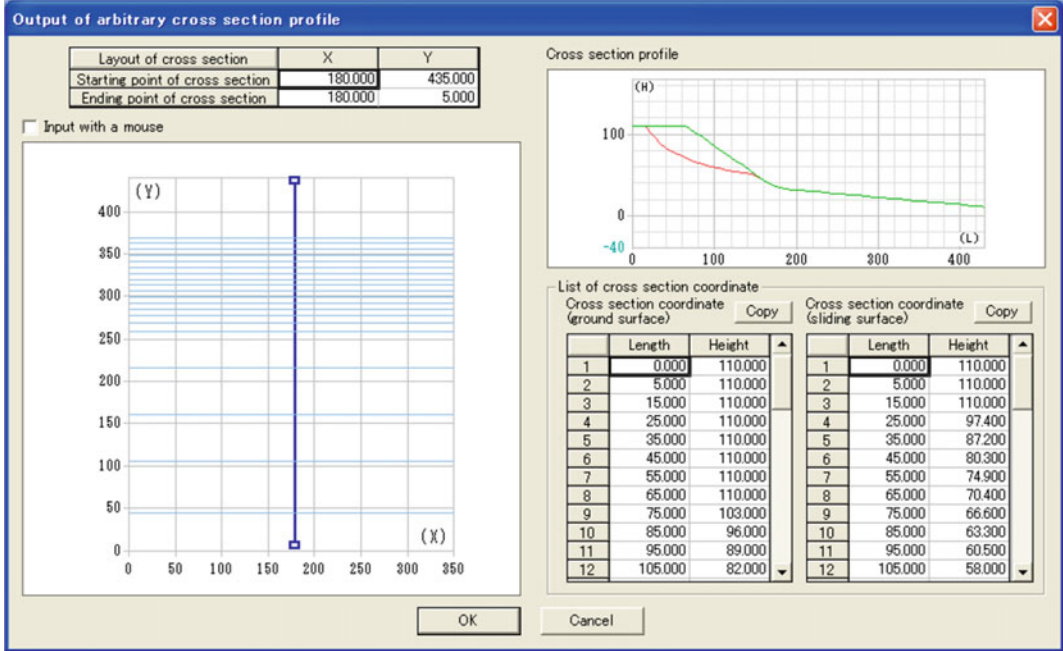 Output of arbitrary cross section profile
Layout of cross section X Y
Starting point of cross section 180.000 435.000
Ending point of cross section 180.000 5.000
Input with a mouse
(Y)
400
350
300
250
200
150
100
50
0
(X)
0 50 100 150 200 250 300 350
Cross section profile
(H)
100
0
-40
(L)
0 100 200 300 400
List of cross section coordinate
Cross section coordinate
(ground surface)
Copy
Length Height
1 0.000 110.000
2 5.000 110.000
3 15.000 110.000
4 25.000 110.000
5 35.000 110.000
6 45.000 110.000
7 55.000 110.000
8 65.000 110.000
9 75.000 103.000
10 85.000 96.000
11 95.000 89.000
12 105.000 82.000
Cross section coordinate
(sliding surface)
Copy
Length Height
1 0.000 110.000
2 5.000 110.000
3 15.000 110.000
4 25.000 97.400
5 35.000 87.200
6 45.000 80.300
7 55.000 74.900
8 65.000 70.400
9 75.000 66.600
10 85.000 63.300
11 95.000 60.500
12 105.000 58.000
OK
Cancel